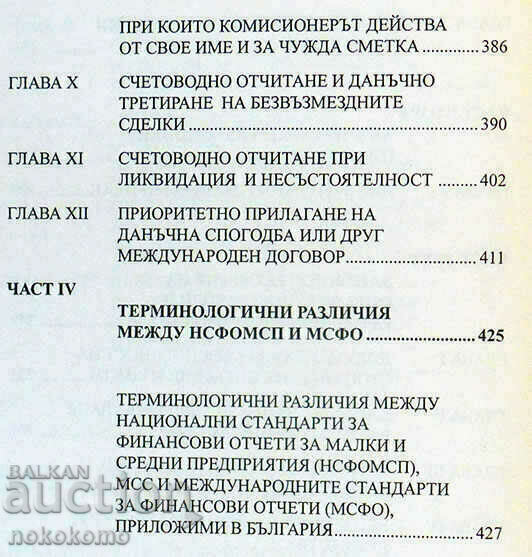 ПРИ КОИТО КОМИСИОНЕРЪТ ДЕЙСТВА
ОТ СВОЕ ИМЕ И ЗА ЧУЖДА СМЕТКА ............ 386
ГЛАВА X СЧЕТОВОДНО ОТЧИТАНЕ И ДАНЪЧНО
ТРЕТИРАНЕ НА БЕЗВЪЗМЕЗДНИТЕ
СДЕЛКИ ............ 390
ГЛАВА XI СЧЕТОВОДНО ОТЧИТАНЕ ПРИ
ЛИКВИДАЦИЯ И НЕСЪСТОЯТЕЛНОСТ ........ 402
ГЛАВА XII ПРИОРИТЕТНО ПРИЛАГАНЕ НА
ДАНЪЧНА СПОГОДБА ИЛИ ДРУГ
МЕЖДУНАРОДЕН ДОГОВОР............ 411
ЧАСТ IV
ТЕРМИНОЛОГИЧНИ РАЗЛИЧИЯ
МЕЖДУ НСФОМСП И МСФО ............ 425
ТЕРМИНОЛОГИЧНИ РАЗЛИЧИЯ МЕЖДУ
НАЦИОНАЛНИ СТАНДАРТИ ЗА
ФИНАНСОВИ ОТЧЕТИ ЗА МАЛКИ И
СРЕДНИ ПРЕДПРИЯТИЯ (НСФОМСП),
МСС И МЕЖДУНАРОДНИТЕ СТАНДАРТИ
ЗА ФИНАНСОВИ ОТЧЕТИ (МСФО),
ПРИЛОЖИМИ В БЪЛГАРИЯ............ 427
BALKAN
auction
nokokomo